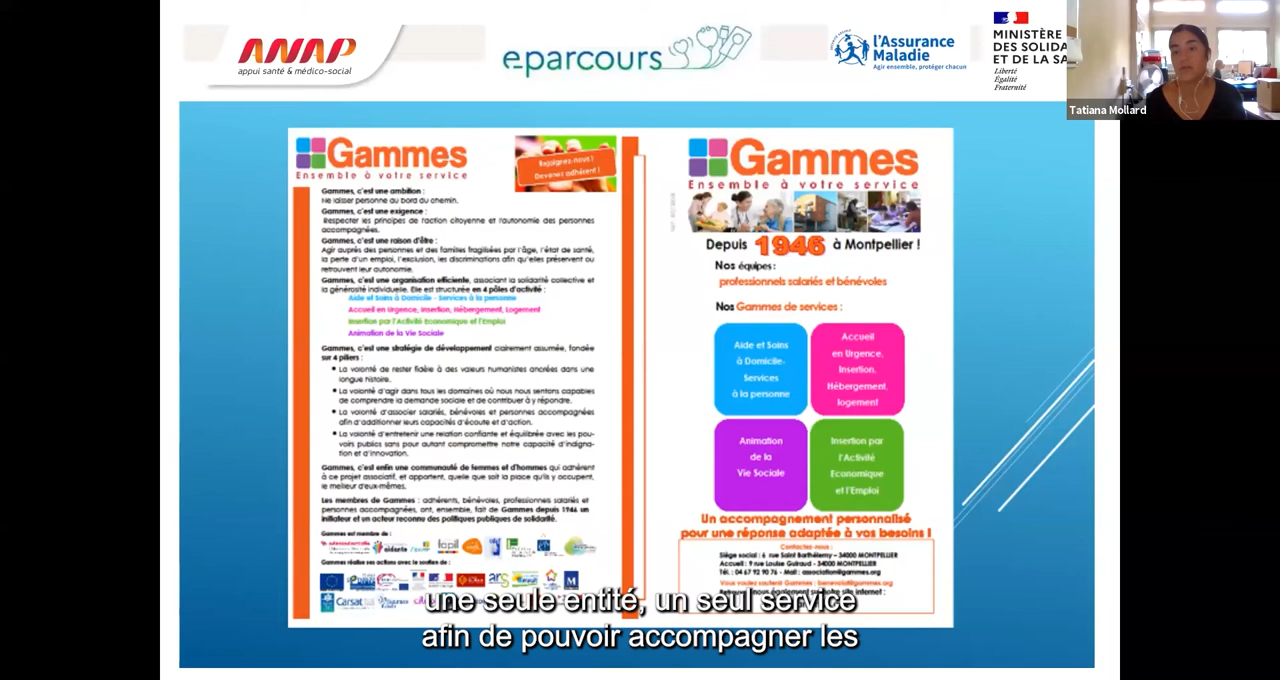 ANAP
appui santé & médico-social
eparcours
l'Assurance
Maladie
Agir ensemble, protéger chacun
MINISTÈRE
DES SOLIDA
ET DE LA SA
Liberté
Égalité
Fraternité
Tatiana Mollard
Gammes
Ensemble à votre service
Rejoignez-nous !
Devenez adhérent !
Gammes, c'est une ambition :
Ne laisser personne au bord du chemin.
Gammes, c'est une exigence :
Respecter les principes de l'action citoyenne et l'autonomie des personnes
accompagnées.
Gammes, c'est une raison d'être :
Agir auprès des personnes et des familles fragilisées par l'âge, l'état de santé,
la perte d'un emploi, l'exclusion, les discriminations afin qu'elles préservent ou
retrouvent leur autonomie.
Gammes, c'est une organisation efficiente, associant la solidarité collective et
la générosité individuelle. Elle est structurée en 4 pôles d'activité :
Aide et Soins à Domicile - Services à la personne
Accueil en Urgence, Insertion, Hébergement, Logement
Insertion par l'Activité Economique et l'Emploi
Animation de la Vie Sociale
Gammes, c'est une stratégie de développement clairement assumée, fondée
sur 4 piliers :
• La volonté de rester fidèle à des valeurs humanistes ancrées dans une
longue histoire.
• La volonté d'agir dans tous les domaines où nous nous sentons capables
de comprendre la demande sociale et de contribuer à y répondre.
• La volonté d'associer salariés, bénévoles et personnes accompagnées
afin d'additionner leurs capacités d'écoute et d'action.
• La volonté d'entretenir une relation confiante et équilibrée avec les pou-
voirs publics sans pour autant compromettre notre capacité d'indigna-
tion et d'innovation.
Gammes, c'est enfin une communauté de femmes et d'hommes qui adhèrent
à ce projet associatif, et apportent, quelle que soit la place qu'ils y occupent,
le meilleur d'eux-mêmes.
Les membres de Gammes : adhérents, bénévoles, professionnels salariés et
personnes accompagnées, ont, ensemble, fait de Gammes depuis 1946 un
initiateur et un acteur reconnu des politiques publiques de solidarité.
Gammes est membre de :
Gammes réalise ses actions avec le soutien de :
ars
Carsat
Gammes
Ensemble à votre service
Depuis 1946 à Montpellier !
Nos équipes :
professionnels salariés et bénévoles
Nos Gammes de services :
Aide et Soins
à Domicile-
Services
à la personne
Accueil
en Urgence,
Insertion,
Hébergement,
logement
Animation
de la
Vie Sociale
Insertion par
l'Activité
Economique
et l'Emploi
Un accompagnement personnalisé
pour une réponse adaptée à vos besoins !
Contactez-nous :
Siège social : 6 rue Saint Barthélemy – 34000 MONTPELLIER
Accueil : 9 rue Louise Guiraud - 34000 MONTPELLIER
Tél. : 04 67 92 90 76 - Mail : association@gammes.org
Vous voulez soutenir Gammes : benevolat@gammes.org
nous également sur notre site internet :
une seule entité, un seul service
afin de pouvoir accompagner les